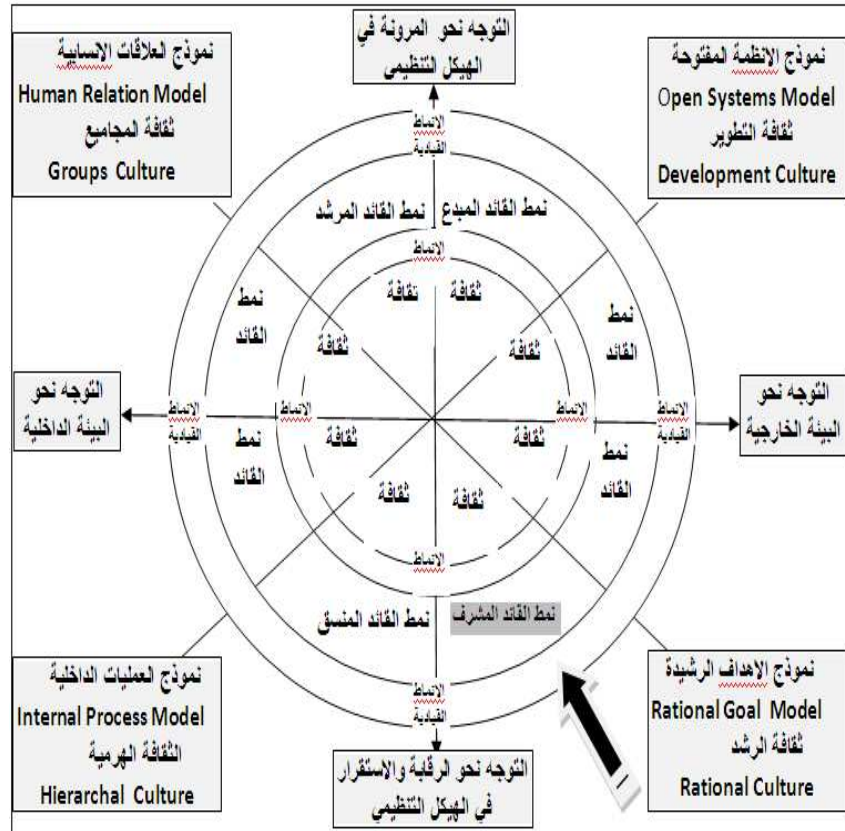 التوجه نحو المرونة في
الهيكل التنظيمي
نموذج الانظمة المفتوحة
Open Systems Model
ثقافة التطوير
Development Culture
نموذج العلاقات الانسابية
Human Relation Model
ثقافة المجاميع
Groups Culture
الانماط
القيادية
نمط القائد المبدع
نمط القائد المرشد
الانماط
ثقافة
تقافة
نمط
القائد
ثقافة
ثقافة
نمط
القائد
التوجه نحو
البيئة الخارجية
الانماط
القيادية
الانماط
الانماط
الانماط
القيادية
التوجه نحو
البيئة الداخلية
نمط
القائد
ثقافة
ثقافة
نمط
القائد
ثقافة
ثقافة
الانماط
نمط القائد المشرف
نمط القائد المنسق
الانماط
القيادية
نموذج الاهداف الرشيدة
Rational Goal Model
ثقافة الرشد
Rational Culture
نموذج العمليات الداخلية
Internal Process Model
الثقافة الهرمية
Hierarchal Culture
التوجه نحو الرقابة والاستقرار
في الهيكل التنظيمي